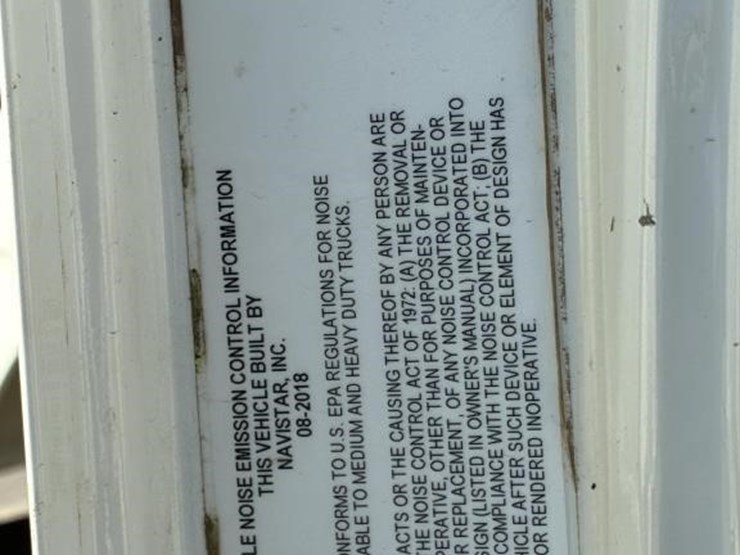 LE NOISE EMISSION CONTROL INFORMATION
THIS VEHICLE BUILT BY
NAVISTAR, INC.
08-2018
NFORMS TO U.S. EPA REGULATIONS FOR NOISE
ABLE TO MEDIUM AND HEAVY DUTY TRUCKS.
ACTS OR THE CAUSING THEREOF BY ANY PERSON ARE
HE NOISE CONTROL ACT OF 1972: (A) THE REMOVAL OR
PERATIVE, OTHER THAN FOR PURPOSES OF MAINTEN-
R REPLACEMENT, OF ANY NOISE CONTROL DEVICE OR
SIGN (LISTED IN OWNER'S MANUAL) INCORPORATED INTO
COMPLIANCE WITH THE NOISE CONTROL ACT; (B) THE
HICLE AFTER SUCH DEVICE OR ELEMENT OF DESIGN HAS
OR RENDERED INOPERATIVE.